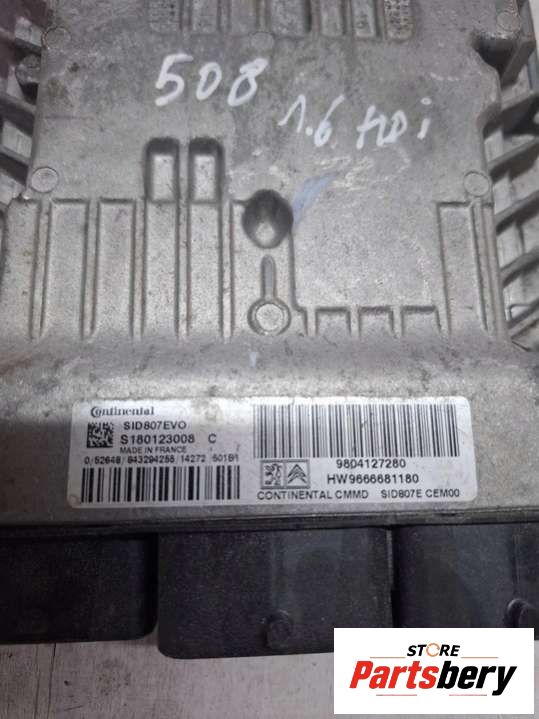 508
1.6 HDi
Continental
SID807EVO
S180123008 C
MADE IN FRANCE
0/52648/943294255/14272 501B1
9804127280
HW9666681180
CONTINENTAL CMMD SID807E CEM00
STORE
Partsbery